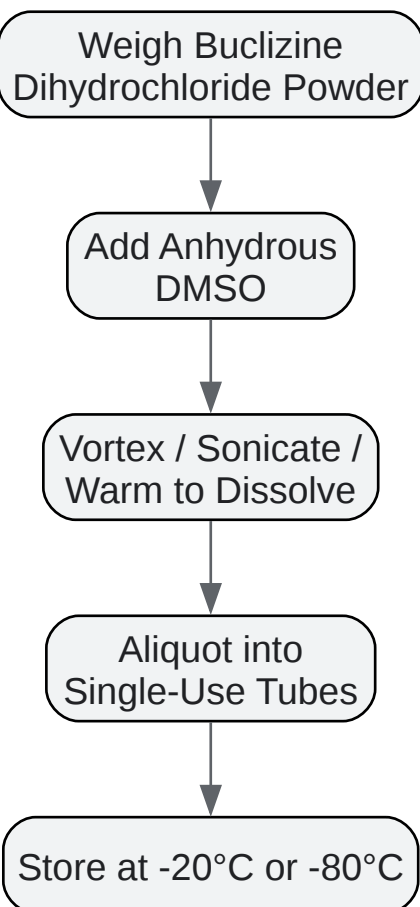 Weigh Buclizine
Dihydrochloride Powder
Add Anhydrous
DMSO
Vortex / Sonicate /
Warm to Dissolve
Aliquot into
Single-Use Tubes
Store at -20°C or -80°C